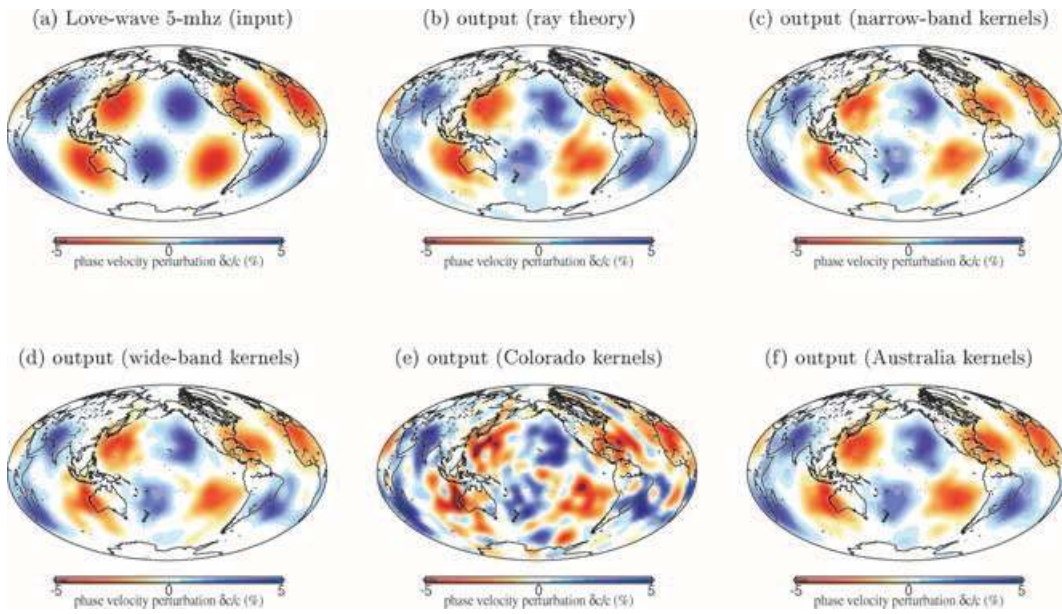 (a) Love-wave 5-mhz (input)
(b) output (ray theory)
(c) output (narrow-band kernels)
-5 0 5
phase velocity perturbation δc/c (%)
-5 0 5
phase velocity perturbation δc/c (%)
-5 0 5
phase velocity perturbation δc/c (%)
(d) output (wide-band kernels)
(e) output (Colorado kernels)
(f) output (Australia kernels)
-5 0 5
phase velocity perturbation δc/c (%)
-5 0 5
phase velocity perturbation δc/c (%)
-5 0 5
phase velocity perturbation δc/c (%)